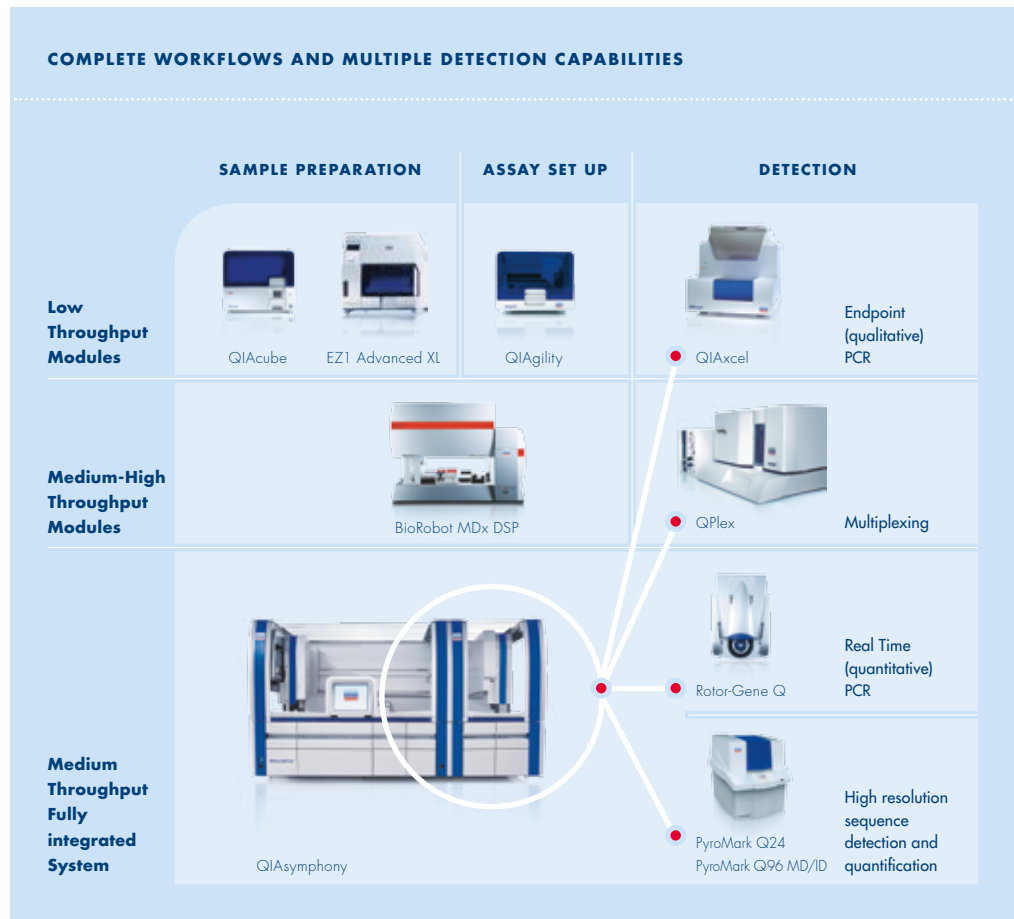 COMPLETE WORKFLOWS AND MULTIPLE DETECTION CAPABILITIES
SAMPLE PREPARATION
ASSAY SET UP
DETECTION
Low
Throughput
Modules
QIAcube
EZ1 Advanced XL
QIAgility
QIAxcel
Endpoint
(qualitative)
PCR
Medium-High
Throughput
Modules
BioRobot MDx DSP
QPlex
Multiplexing
Medium
Throughput
Fully
integrated
System
QIAsymphony
Rotor-Gene Q
Real Time
(quantitative)
PCR
PyroMark Q24
PyroMark Q96 MD/ID
High resolution
sequence
detection and
quantification